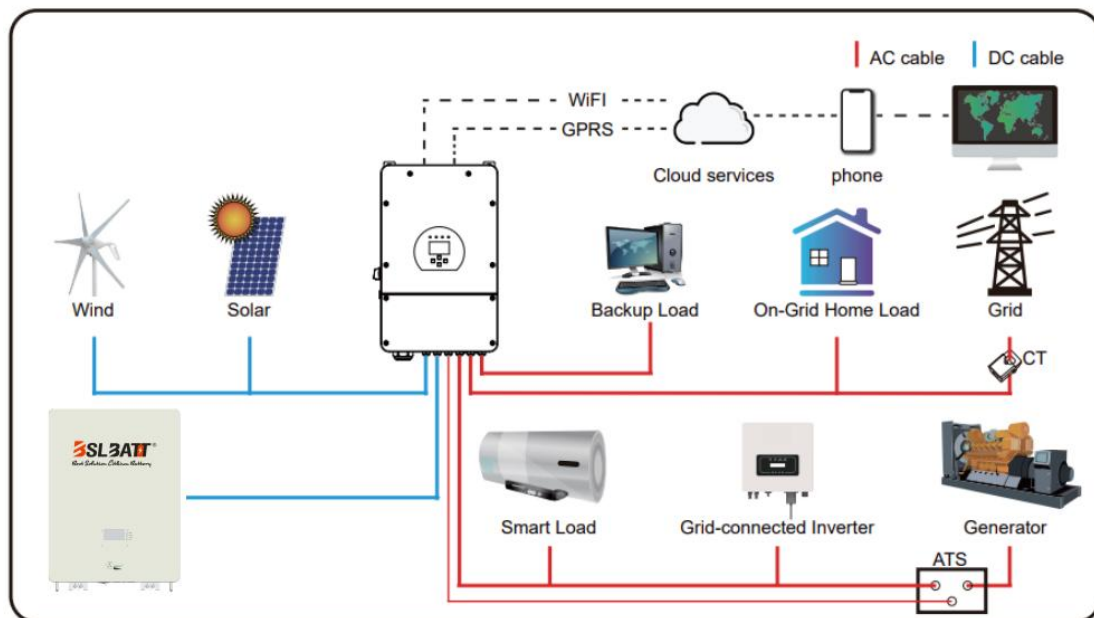 AC cable
DC cable
WiFI
GPRS
Cloud services
phone
Wind
Solar
Backup Load
On-Grid Home Load
Grid
CT
BSLBATT®
Best Solution Lithium Battery
Smart Load
Grid-connected Inverter
Generator
ATS